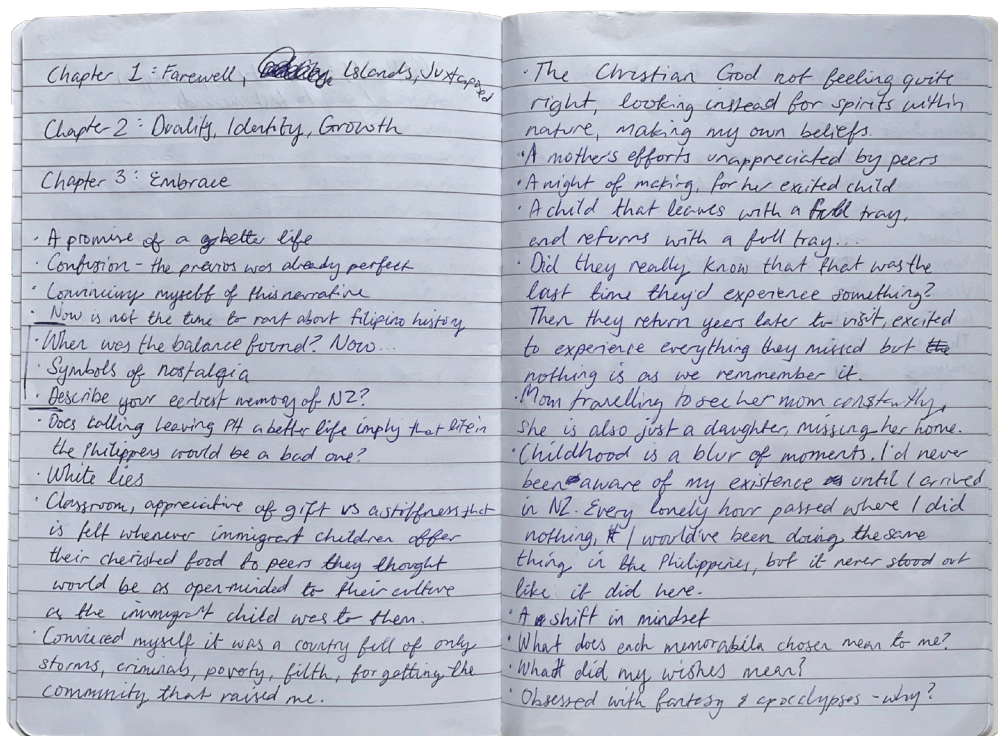 Chapter 1 : Farewell, Islands, Juxtaposed
Chapter 2 : Duality, Identity, Growth
Chapter 3 : Embrace
· A promise of a better life
· Confusion - the previos was already perfect
· Convincing myself of this narrative
· Now is not the time to rant about filipino history
· When was the balance found? Now...
· Symbols of nostalgia
· Describe your earliest memory of NZ?
· Does calling leaving PH a better life imply that life in
the Philippens would be a bad one?
· White lies
· Classroom, appreciative of gift vs a stiffness that
is felt whenever immigrant children offer
their cherished food to peers they thought
would be as open-minded to their culture
as the immigrant child was to them.
· Convinced myself it was a country full of only
storms, criminals, poverty, filth, forgetting the
community that raised me.
· The Christian God not feeling quite
right, looking instead for spirits within
nature, making my own beliefs.
· A mother's efforts unappreciated by peers
· A night of making, for her excited child
· A child that leaves with a full tray,
and returns with a full tray...
· Did they really know that that was the
last time they'd experience something?
Then they return years later to visit, excited
to experience everything they missed but
nothing is as we remmember it.
· Mom travelling to see her mom constantly,
she is also just a daughter, missing her home.
· Childhood is a blur of moments. I'd never
been aware of my existence until I arrived
in NZ. Every lonely hour passed where I did
nothing, I would've been doing the same
thing in the Philippines, but it never stood out
like it did here.
· A shift in mindset
· What does each memorabilia chosen mean to me?
· What did my wishes mean?
· Obsessed with fantasy & apocalypses - why?